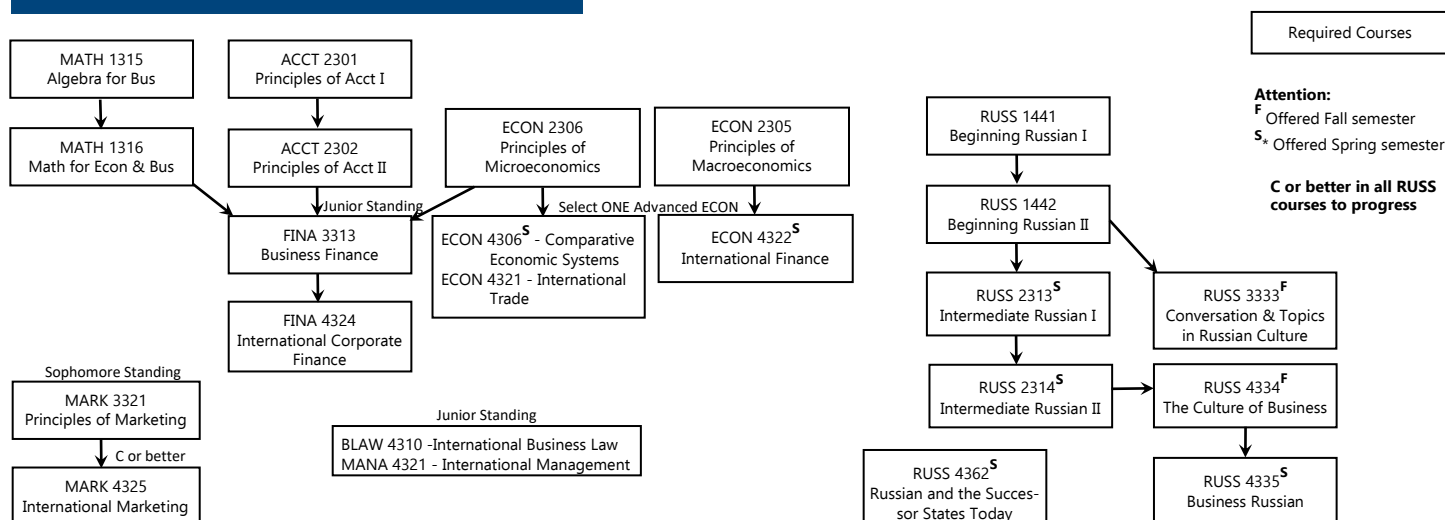 Required Courses
MATH 1315
Algebra for Bus
ACCT 2301
Principles of Acct I
Attention:
F Offered Fall semester
S* Offered Spring semester
C or better in all RUSS
courses to progress
MATH 1316
Math for Econ & Bus
ACCT 2302
Principles of Acct II
ECON 2306
Principles of
Microeconomics
ECON 2305
Principles of
Macroeconomics
RUSS 1441
Beginning Russian I
Junior Standing
Select ONE Advanced ECON
RUSS 1442
Beginning Russian II
FINA 3313
Business Finance
ECON 4306S - Comparative
Economic Systems
ECON 4321 - International
Trade
ECON 4322S
International Finance
RUSS 2313S
Intermediate Russian I
RUSS 3333F
Conversation & Topics
in Russian Culture
FINA 4324
International Corporate
Finance
Sophomore Standing
MARK 3321
Principles of Marketing
C or better
MARK 4325
International Marketing
Junior Standing
BLAW 4310 -International Business Law
MANA 4321 - International Management
RUSS 2314S
Intermediate Russian II
RUSS 4334F
The Culture of Business
RUSS 4362S
Russian and the Succes-
sor States Today
RUSS 4335S
Business Russian